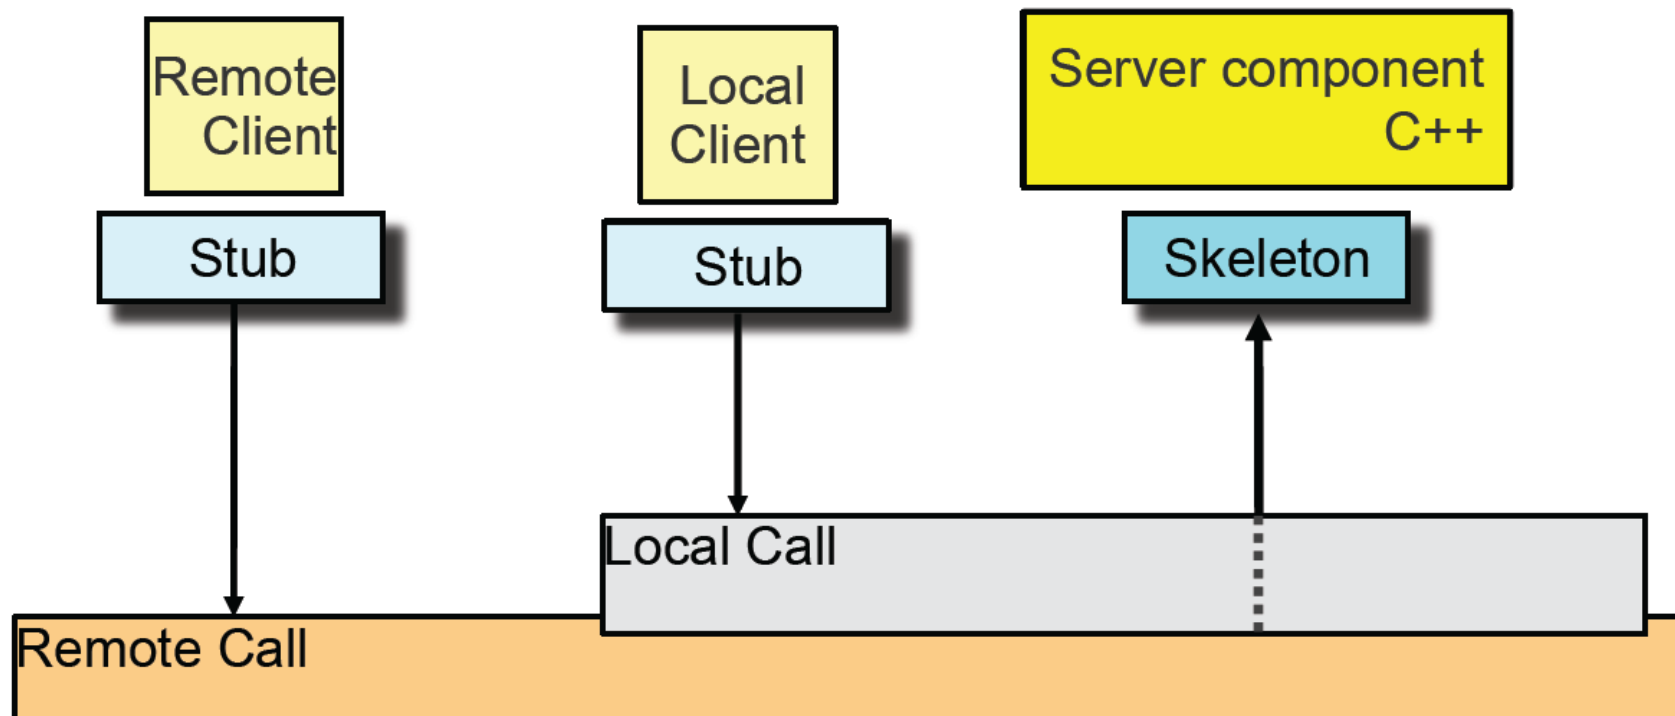 Remote
Client
Local
Client
Server component
C++
Stub
Stub
Skeleton
Local Call
Remote Call